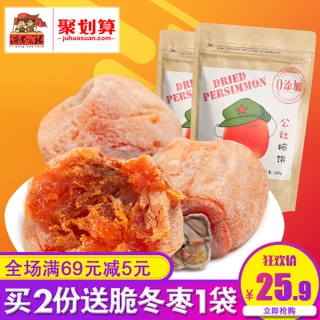 聚划算
juhuasuan.com
DRIED
PERSIMMON
DRIED
PERSIMMON
0添加
公社柿饼
全场满69元减5元
买2份送脆冬枣1袋
狂欢价
¥25.9
立即抢购